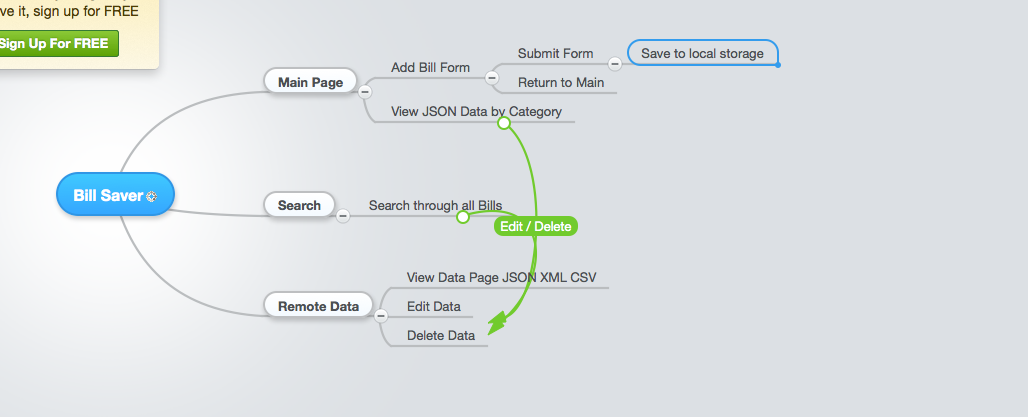 ve it, sign up for FREE
Sign Up For FREE
Bill Saver
Main Page
Add Bill Form
Submit Form
Save to local storage
Return to Main
View JSON Data by Category
Search
Search through all Bills
Edit / Delete
Remote Data
View Data Page JSON XML CSV
Edit Data
Delete Data